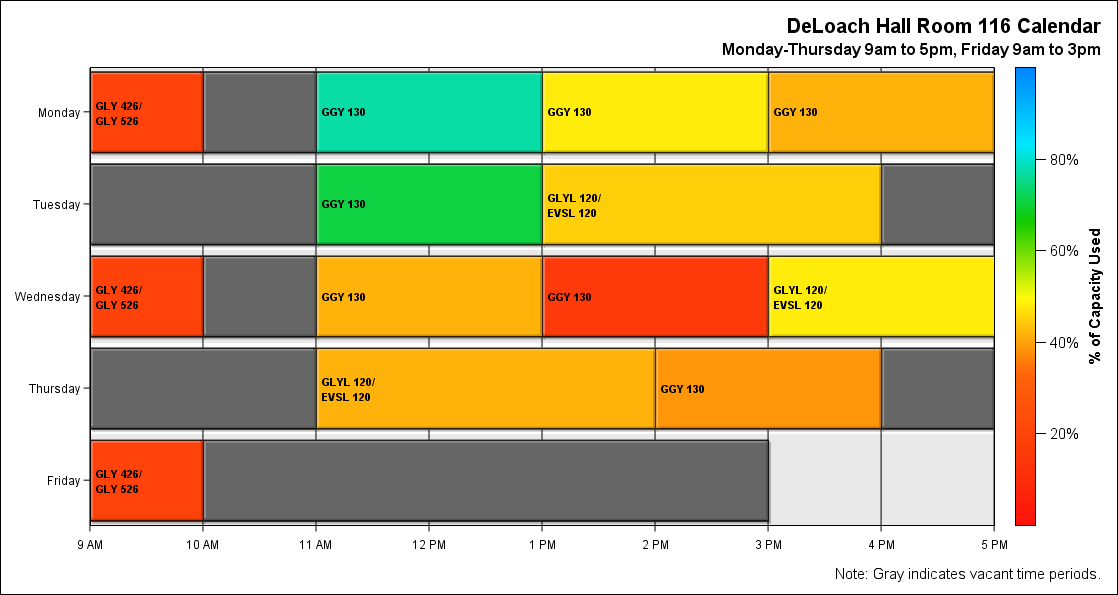 DeLoach Hall Room 116 Calendar
Monday-Thursday 9am to 5pm, Friday 9am to 3pm
Monday
GLY 426/
GLY 526
GGY 130
GGY 130
GGY 130
Tuesday
GGY 130
GLYL 120/
EVSL 120
Wednesday
GLY 426/
GLY 526
GGY 130
GGY 130
GLYL 120/
EVSL 120
Thursday
GLYL 120/
EVSL 120
GGY 130
Friday
GLY 426/
GLY 526
9 AM
10 AM
11 AM
12 PM
1 PM
2 PM
3 PM
4 PM
5 PM
80%
60%
40%
20%
% of Capacity Used
Note: Gray indicates vacant time periods.